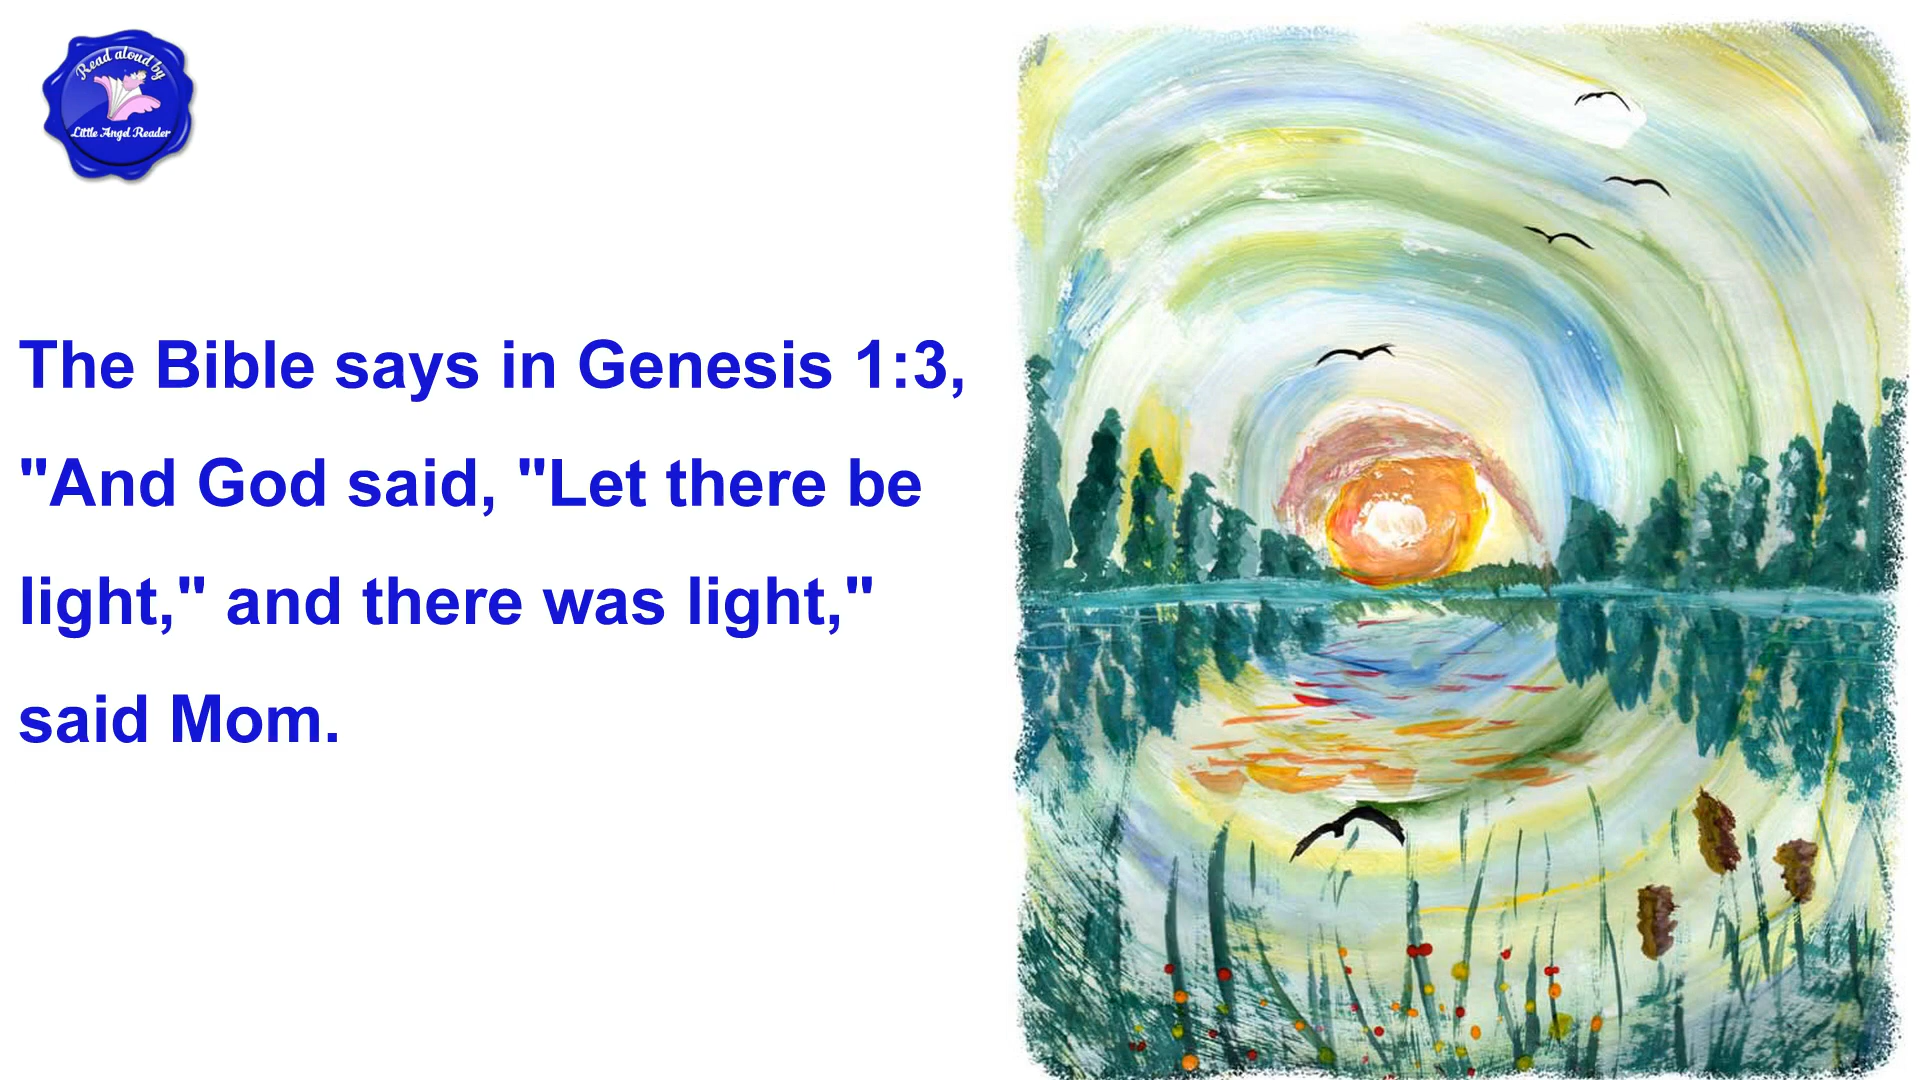 Read aloud by
Little Angel Reader
The Bible says in Genesis 1:3,
"And God said, "Let there be
light," and there was light,"
said Mom.